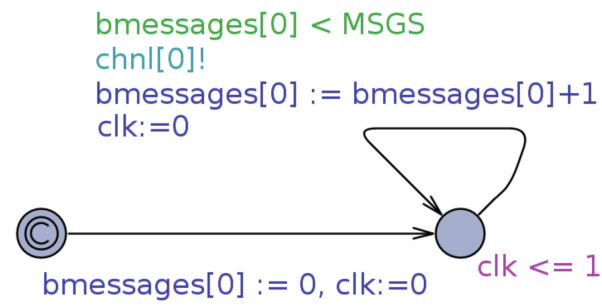 bmessages[0] < MSGS
chnl[0]!
bmessages[0] := bmessages[0]+1
clk:=0
C
clk <= 1
bmessages[0] := 0, clk:=0